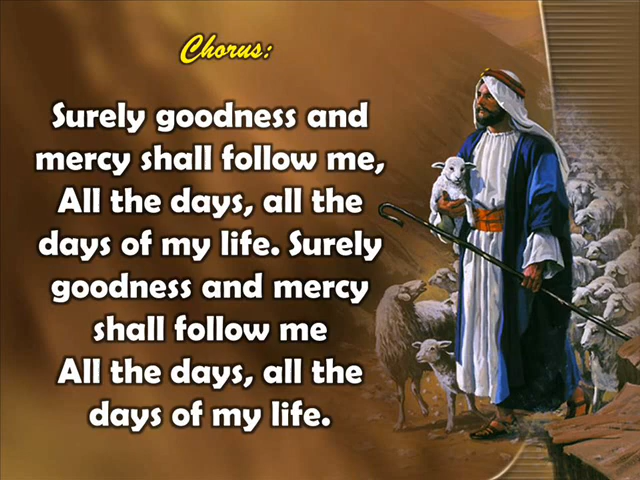 Chorus:
Surely goodness and
mercy shall follow me,
All the days, all the
days of my life. Surely
goodness and mercy
shall follow me
All the days, all the
days of my life.